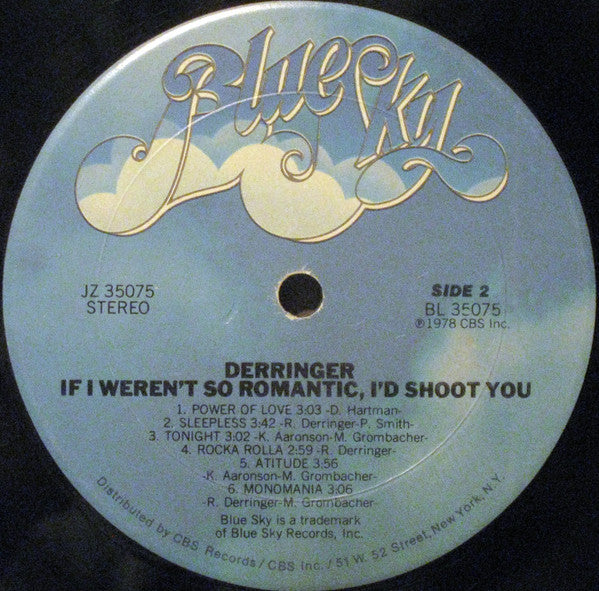 Blue Sky
JZ 35075
STEREO
SIDE 2
BL 35075
℗ 1978 CBS Inc.
DERRINGER
IF I WEREN'T SO ROMANTIC, I'D SHOOT YOU
1. POWER OF LOVE 3:03 -D. Hartman-
2. SLEEPLESS 3:42 -R. Derringer-P. Smith-
3. TONIGHT 3:02 -K. Aaronson-M. Grombacher-
4. ROCKA ROLLA 2:59 -R. Derringer-
5. ATITUDE 3:56
-K. Aaronson-M. Grombacher-
6. MONOMANIA 3:06
-R. Derringer-M. Grombacher-
Blue Sky is a trademark
of Blue Sky Records, Inc.
Distributed by CBS Records / CBS Inc. / 51 W. 52 Street, New York, N.Y.